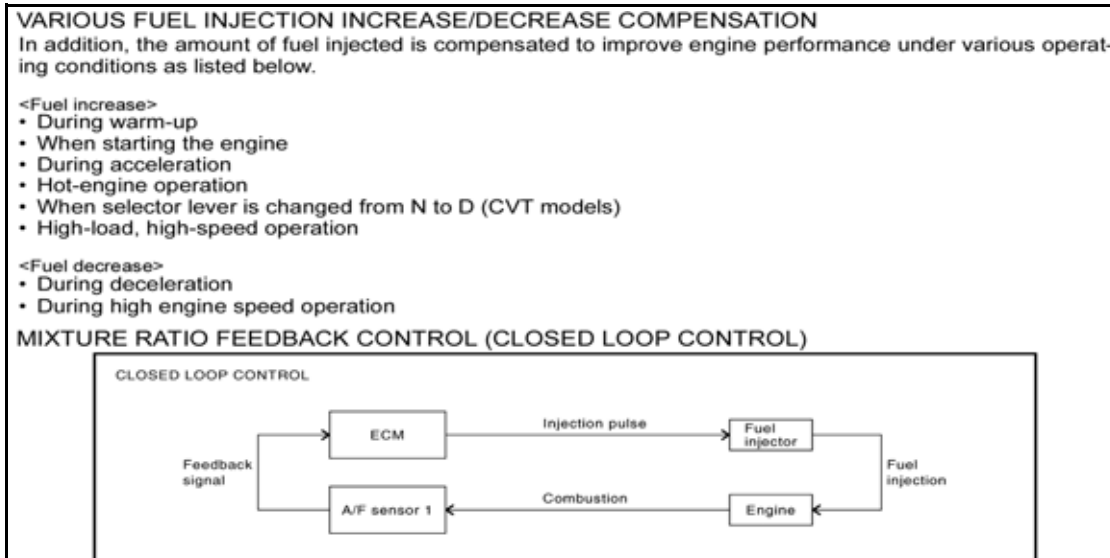 VARIOUS FUEL INJECTION INCREASE/DECREASE COMPENSATION
In addition, the amount of fuel injected is compensated to improve engine performance under various operat-
ing conditions as listed below.
<Fuel increase>
• During warm-up
• When starting the engine
• During acceleration
• Hot-engine operation
• When selector lever is changed from N to D (CVT models)
• High-load, high-speed operation
<Fuel decrease>
• During deceleration
• During high engine speed operation
MIXTURE RATIO FEEDBACK CONTROL (CLOSED LOOP CONTROL)
CLOSED LOOP CONTROL
ECM
Injection pulse
Fuel
injector
Feedback
signal
Fuel
injection
A/F sensor 1
Combustion
Engine